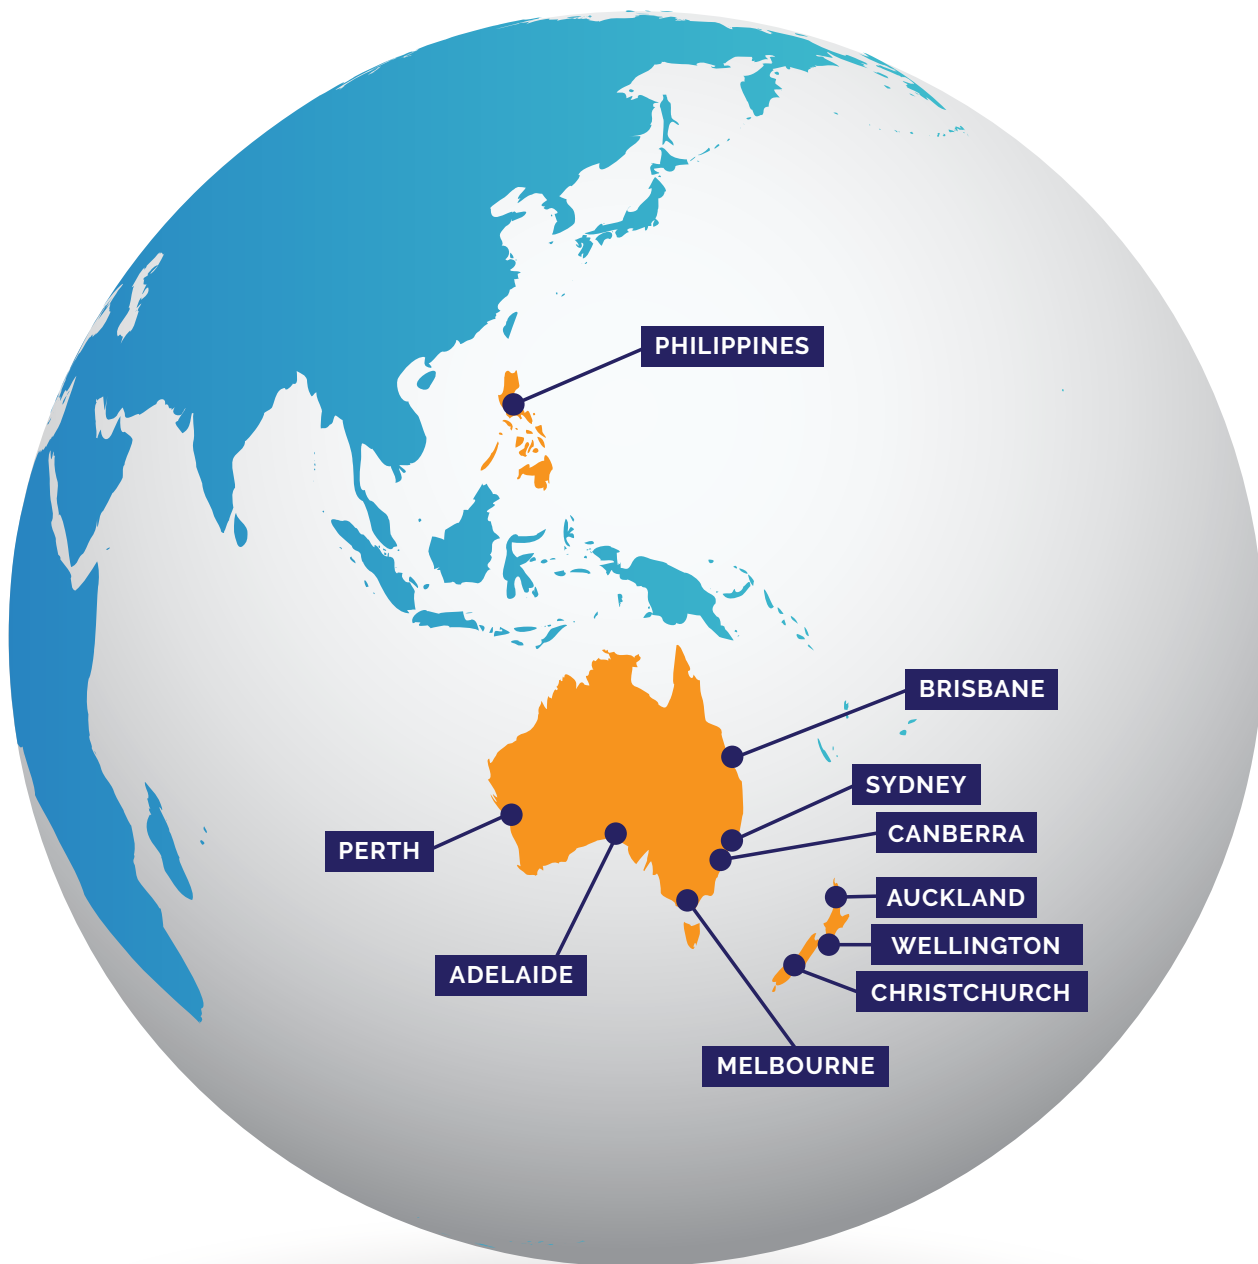 PHILIPPINES
BRISBANE
SYDNEY
CANBERRA
PERTH
AUCKLAND
WELLINGTON
ADELAIDE
CHRISTCHURCH
MELBOURNE